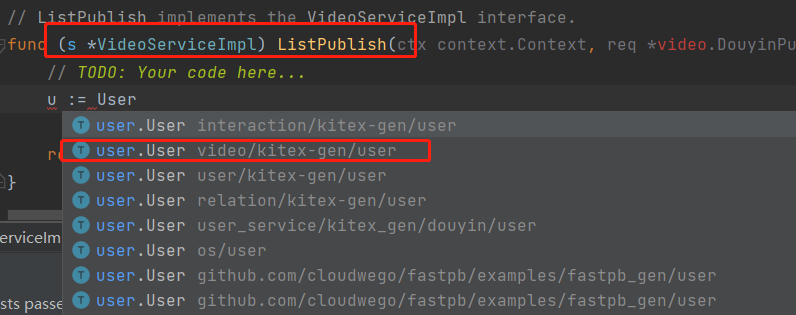 // ListPublish implements the VideoServiceImpl interface.
func (s *VideoServiceImpl) ListPublish(ctx context.Context, req *video.DouyinPu
// TODO: Your code here...
u := User
user.User interaction/kitex-gen/user
user.User video/kitex-gen/user
re
user.User user/kitex-gen/user
user.User relation/kitex-gen/user
}
user.User user_service/kitex_gen/douyin/user
erviceIm
user.User os/user
user.User github.com/cloudwego/fastpb/examples/fastpb_gen/user
sts passe
user.User github.com/cloudwego/fastpb/examples/fastpb_gen/user